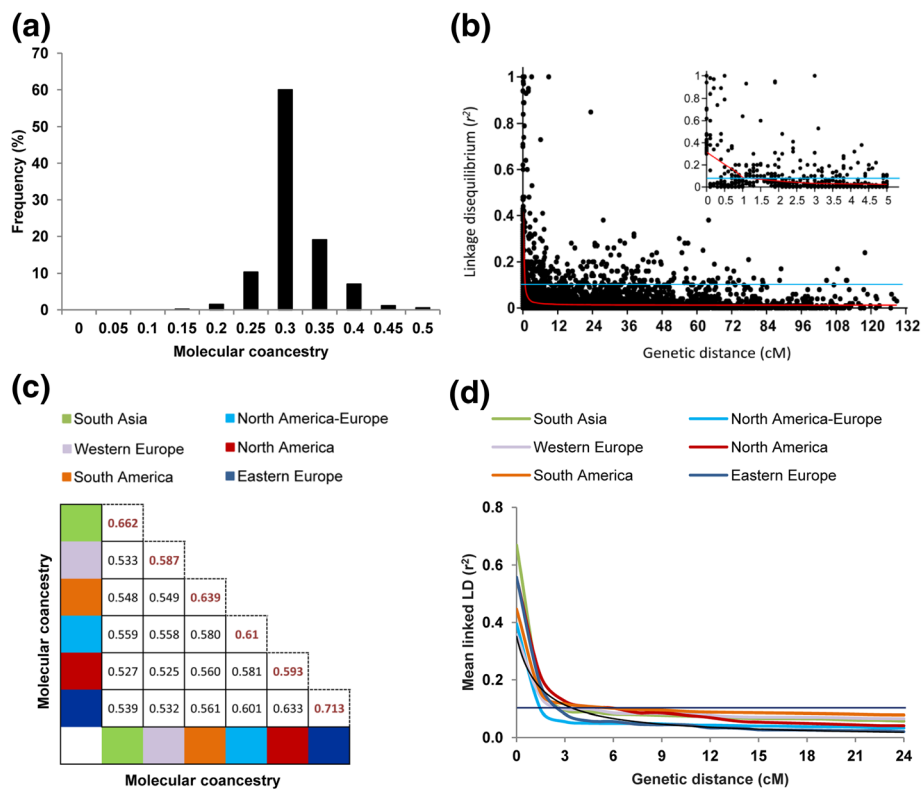 (a)
70
60
50
40
30
20
10
0
Frequency (%)
0 0.05 0.1 0.15 0.2 0.25 0.3 0.35 0.4 0.45 0.5
Molecular coancestry
(b)
1
0.8
0.6
0.4
0.2
0
Linkage disequilibrium (r²)
0 12 24 36 48 60 72 84 96 108 120 132
Genetic distance (cM)
1
0.8
0.6
0.4
0.2
0
0 0.5 1 1.5 2 2.5 3 3.5 4 4.5 5
(c)
South Asia
North America-Europe
Western Europe
North America
South America
Eastern Europe
Molecular coancestry
0.662
0.533 0.587
0.548 0.549 0.639
0.559 0.558 0.580 0.61
0.527 0.525 0.560 0.581 0.593
0.539 0.532 0.561 0.601 0.633 0.713
Molecular coancestry
(d)
South Asia
North America-Europe
Western Europe
North America
South America
Eastern Europe
0.8
0.6
0.4
0.2
0.0
Mean linked LD (r²)
0 3 6 9 12 15 18 21 24
Genetic distance (cM)